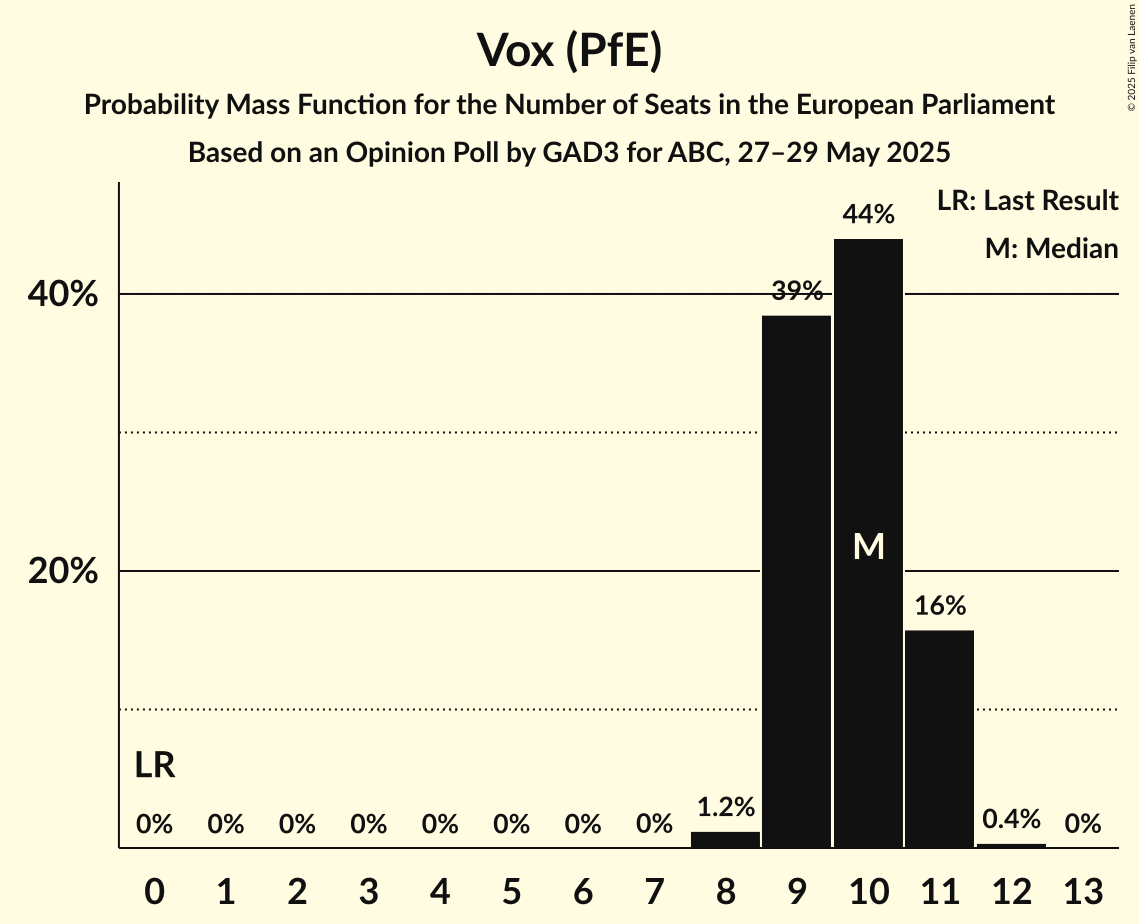 Vox (PfE)
Probability Mass Function for the Number of Seats in the European Parliament
Based on an Opinion Poll by GAD3 for ABC, 27–29 May 2025
© 2025 Filip van Laenen
LR: Last Result
M: Median
44%
40%
39%
M
20%
16%
LR
0% 0% 0% 0% 0% 0% 0% 0% 1.2% 0.4% 0%
0 1 2 3 4 5 6 7 8 9 10 11 12 13